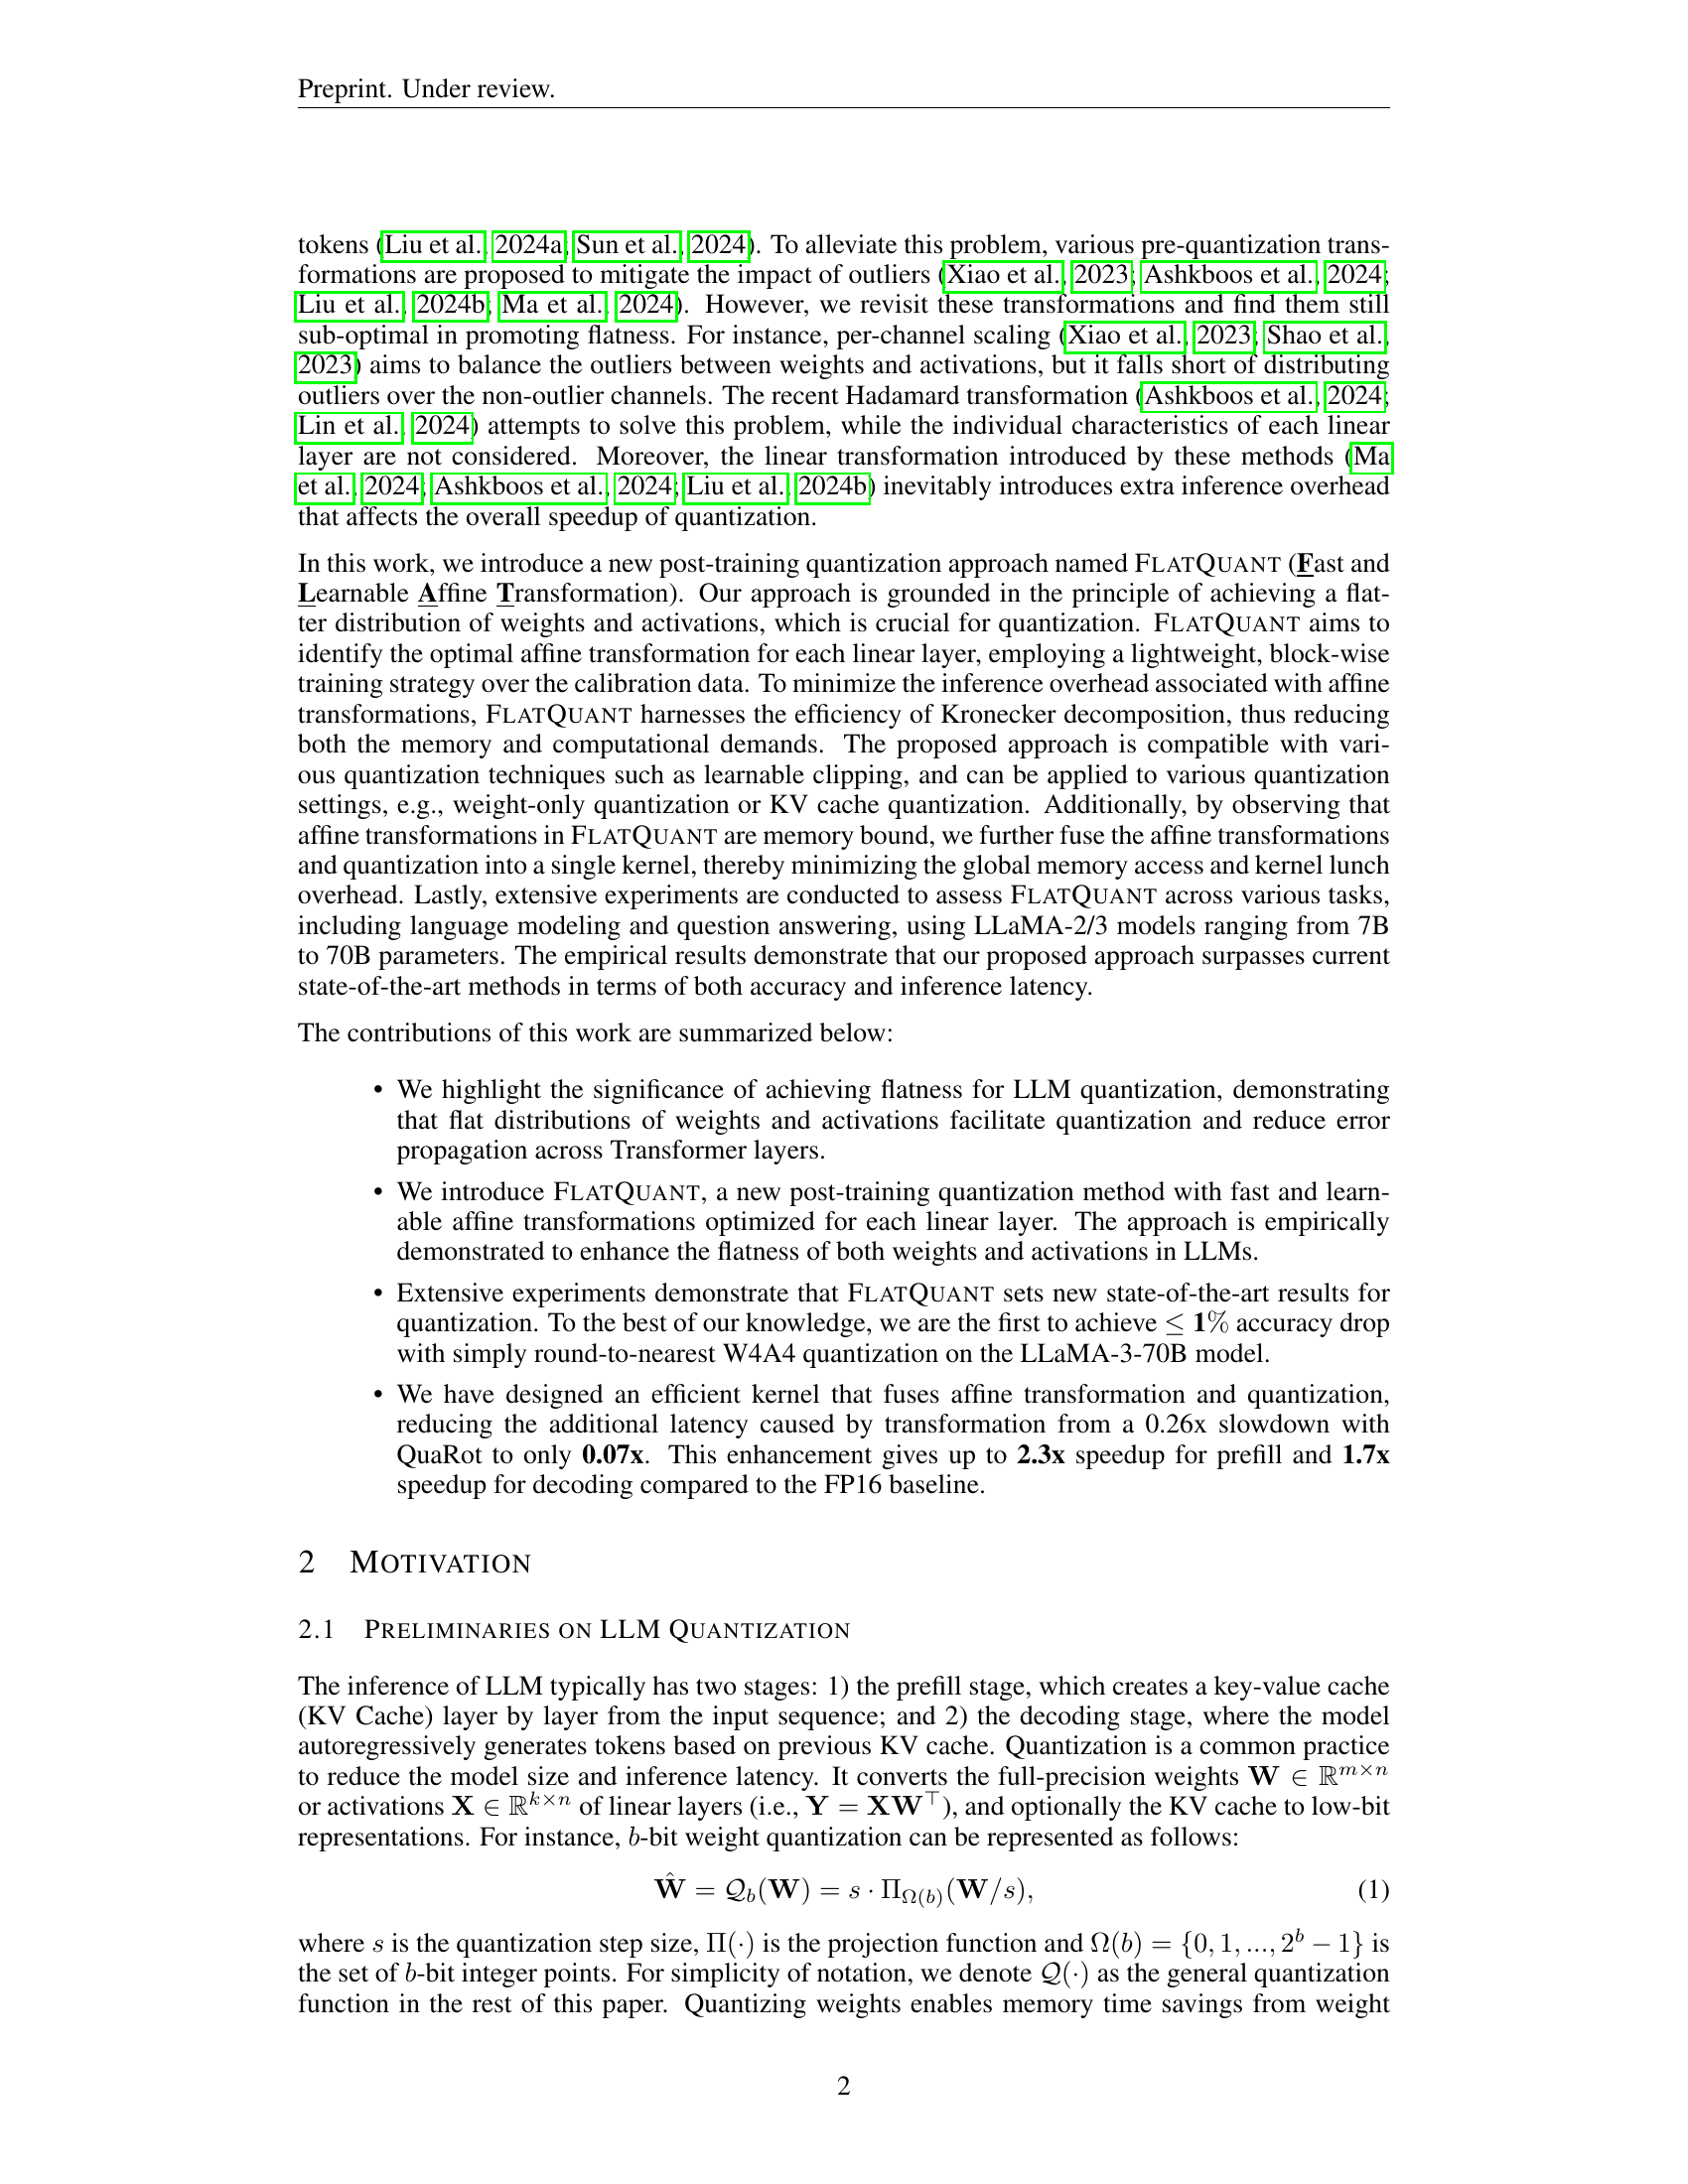 Preprint. Under review.
tokens (Liu et al., 2024a; Sun et al., 2024). To alleviate this problem, various pre-quantization trans-
formations are proposed to mitigate the impact of outliers (Xiao et al., 2023; Ashkboos et al., 2024;
Liu et al., 2024b; Ma et al., 2024). However, we revisit these transformations and find them still
sub-optimal in promoting flatness. For instance, per-channel scaling (Xiao et al., 2023; Shao et al.,
2023) aims to balance the outliers between weights and activations, but it falls short of distributing
outliers over the non-outlier channels. The recent Hadamard transformation (Ashkboos et al., 2024;
Lin et al., 2024) attempts to solve this problem, while the individual characteristics of each linear
layer are not considered. Moreover, the linear transformation introduced by these methods (Ma
et al., 2024; Ashkboos et al., 2024; Liu et al., 2024b) inevitably introduces extra inference overhead
that affects the overall speedup of quantization.
In this work, we introduce a new post-training quantization approach named FLATQUANT (Fast and
Learnable Affine Transformation). Our approach is grounded in the principle of achieving a flat-
ter distribution of weights and activations, which is crucial for quantization. FLATQUANT aims to
identify the optimal affine transformation for each linear layer, employing a lightweight, block-wise
training strategy over the calibration data. To minimize the inference overhead associated with affine
transformations, FLATQUANT harnesses the efficiency of Kronecker decomposition, thus reducing
both the memory and computational demands. The proposed approach is compatible with vari-
ous quantization techniques such as learnable clipping, and can be applied to various quantization
settings, e.g., weight-only quantization or KV cache quantization. Additionally, by observing that
affine transformations in FLATQUANT are memory bound, we further fuse the affine transformations
and quantization into a single kernel, thereby minimizing the global memory access and kernel lunch
overhead. Lastly, extensive experiments are conducted to assess FLATQUANT across various tasks,
including language modeling and question answering, using LLaMA-2/3 models ranging from 7B
to 70B parameters. The empirical results demonstrate that our proposed approach surpasses current
state-of-the-art methods in terms of both accuracy and inference latency.
The contributions of this work are summarized below:
• We highlight the significance of achieving flatness for LLM quantization, demonstrating
that flat distributions of weights and activations facilitate quantization and reduce error
propagation across Transformer layers.
• We introduce FLATQUANT, a new post-training quantization method with fast and learn-
able affine transformations optimized for each linear layer. The approach is empirically
demonstrated to enhance the flatness of both weights and activations in LLMs.
• Extensive experiments demonstrate that FLATQUANT sets new state-of-the-art results for
quantization. To the best of our knowledge, we are the first to achieve ≤ 1% accuracy drop
with simply round-to-nearest W4A4 quantization on the LLaMA-3-70B model.
• We have designed an efficient kernel that fuses affine transformation and quantization,
reducing the additional latency caused by transformation from a 0.26x slowdown with
QuaRot to only 0.07x. This enhancement gives up to 2.3x speedup for prefill and 1.7x
speedup for decoding compared to the FP16 baseline.
2 MOTIVATION
2.1 PRELIMINARIES ON LLM QUANTIZATION
The inference of LLM typically has two stages: 1) the prefill stage, which creates a key-value cache
(KV Cache) layer by layer from the input sequence; and 2) the decoding stage, where the model
autoregressively generates tokens based on previous KV cache. Quantization is a common practice
to reduce the model size and inference latency. It converts the full-precision weights W ∈ ℝ^{m×n}
or activations X ∈ ℝ^{k×n} of linear layers (i.e., Y = XW^⊤), and optionally the KV cache to low-bit
representations. For instance, b-bit weight quantization can be represented as follows:
Ŵ = 𝒬_b(W) = s · Π_{Ω(b)}(W/s), (1)
where s is the quantization step size, Π(·) is the projection function and Ω(b) = {0, 1, ..., 2^b − 1} is
the set of b-bit integer points. For simplicity of notation, we denote 𝒬(·) as the general quantization
function in the rest of this paper. Quantizing weights enables memory time savings from weight
2